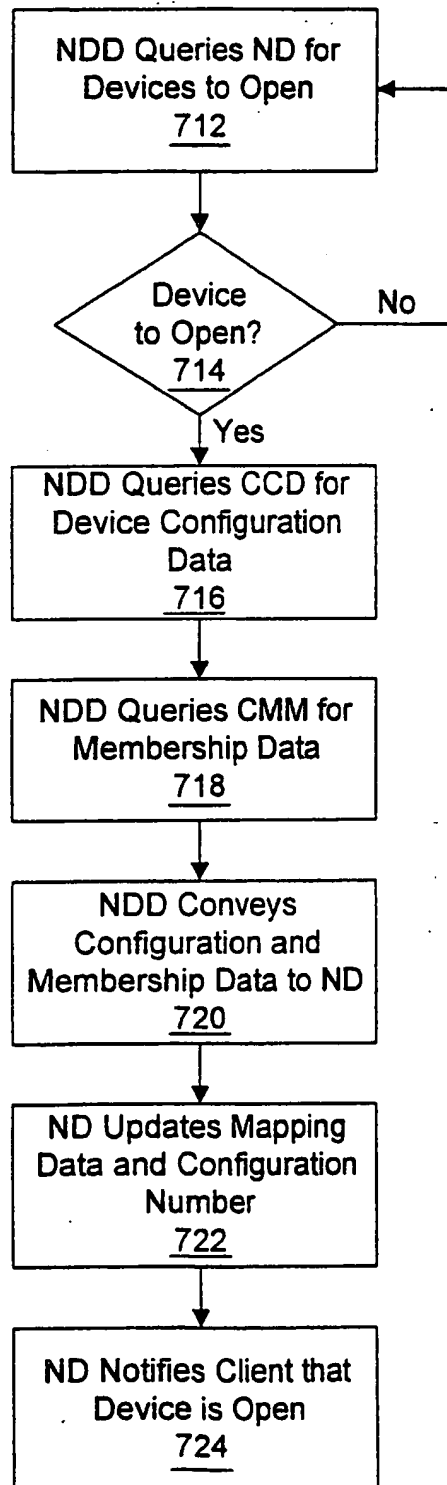 NDD Queries ND for
Devices to Open
712
Device
to Open?
714
No
Yes
NDD Queries CCD for
Device Configuration
Data
716
NDD Queries CMM for
Membership Data
718
NDD Conveys
Configuration and
Membership Data to ND
720
ND Updates Mapping
Data and Configuration
Number
722
ND Notifies Client that
Device is Open
724